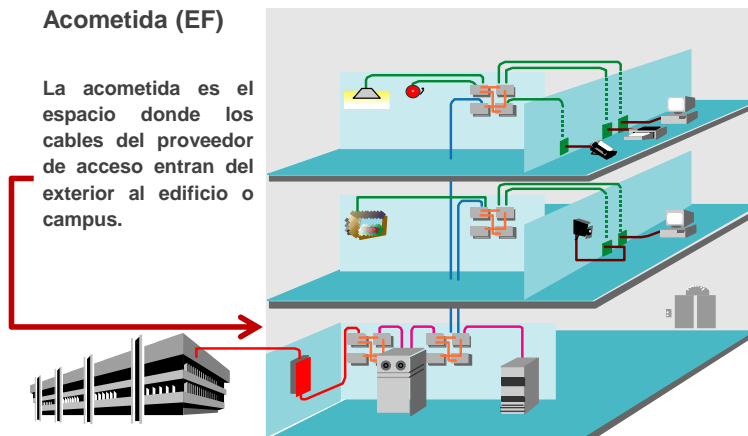 Acometida (EF)
La acometida es el
espacio donde los
cables del proveedor
de acceso entran del
exterior al edificio o
campus.